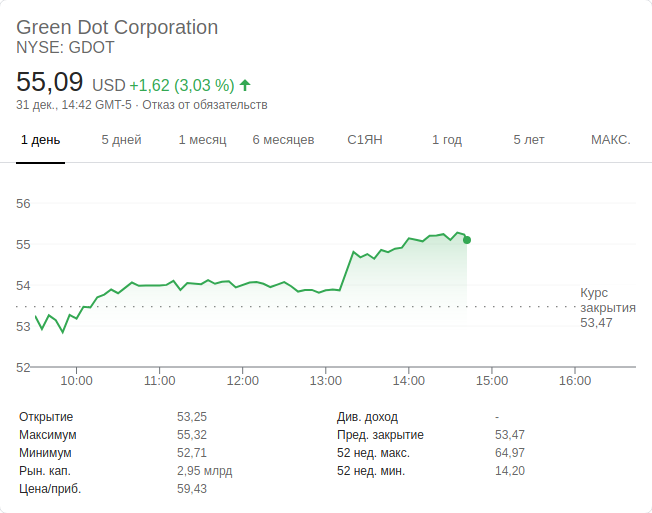 Green Dot Corporation
NYSE: GDOT
55,09 USD +1,62 (3,03 %)
31 дек., 14:42 GMT-5 · Отказ от обязательств
1 день 5 дней 1 месяц 6 месяцев С1ЯН 1 год 5 лет МАКС.
56
55
54
53
52
Курс
закрытия
53,47
10:00 11:00 12:00 13:00 14:00 15:00 16:00
Открытие 53,25 Див. доход -
Максимум 55,32 Пред. закрытие 53,47
Минимум 52,71 52 нед. макс. 64,97
Рын. кап. 2,95 млрд 52 нед. мин. 14,20
Цена/приб. 59,43